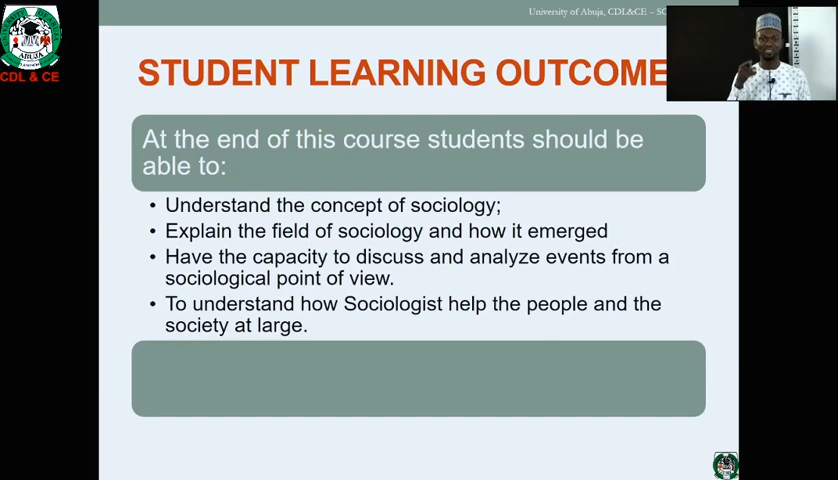 University of Abuja, CDL&CE –
CDL & CE
STUDENT LEARNING OUTCOME
At the end of this course students should be
able to:
• Understand the concept of sociology;
• Explain the field of sociology and how it emerged
• Have the capacity to discuss and analyze events from a
sociological point of view.
• To understand how Sociologist help the people and the
society at large.